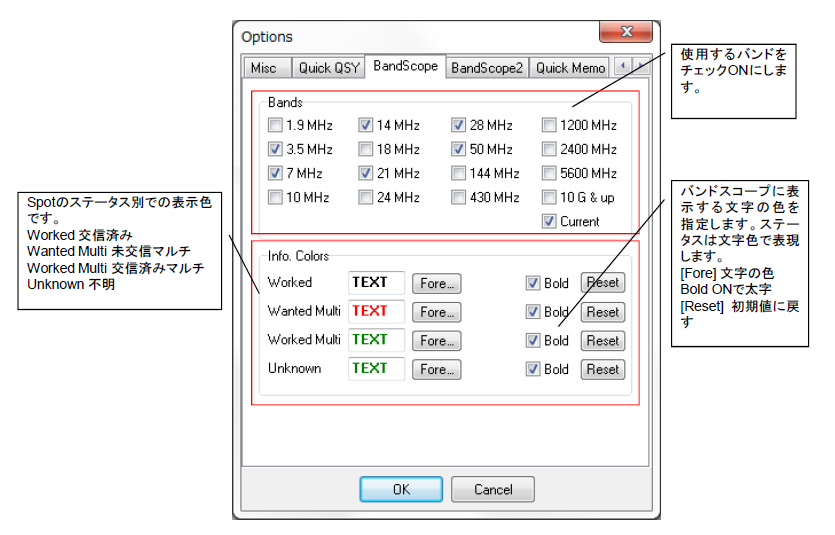 Options
Misc Quick QSY BandScope BandScope2 Quick Memo
Bands
1.9 MHz 14 MHz 28 MHz 1200 MHz
3.5 MHz 18 MHz 50 MHz 2400 MHz
7 MHz 21 MHz 144 MHz 5600 MHz
10 MHz 24 MHz 430 MHz 10 G & up
Current
Info. Colors
Worked TEXT Fore... Bold Reset
Wanted Multi TEXT Fore... Bold Reset
Worked Multi TEXT Fore... Bold Reset
Unknown TEXT Fore... Bold Reset
OK Cancel
使用するバンドを
チェックONにしま
す。
Spotのステータス別での表示色
です。
Worked 交信済み
Wanted Multi 未交信マルチ
Worked Multi 交信済みマルチ
Unknown 不明
バンドスコープに表
示する文字の色を
指定します。ステー
タスは文字色で表現
します。
[Fore] 文字の色
Bold ONで太字
[Reset] 初期値に戻
す